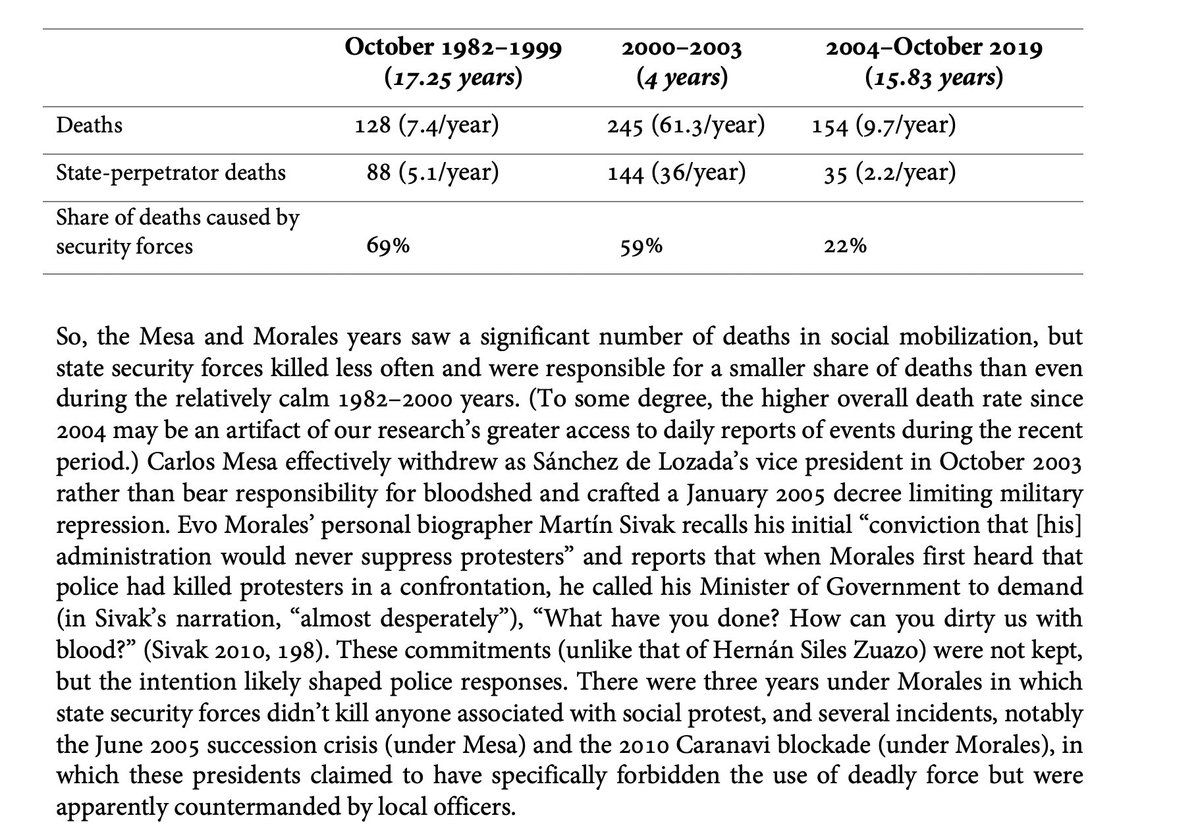 October 1982–1999 2000–2003 2004–October 2019
(17.25 years) (4 years) (15.83 years)
Deaths 128 (7.4/year) 245 (61.3/year) 154 (9.7/year)
State-perpetrator deaths 88 (5.1/year) 144 (36/year) 35 (2.2/year)
Share of deaths caused by
security forces 69% 59% 22%
So, the Mesa and Morales years saw a significant number of deaths in social mobilization, but
state security forces killed less often and were responsible for a smaller share of deaths than even
during the relatively calm 1982–2000 years. (To some degree, the higher overall death rate since
2004 may be an artifact of our research’s greater access to daily reports of events during the recent
period.) Carlos Mesa effectively withdrew as Sánchez de Lozada’s vice president in October 2003
rather than bear responsibility for bloodshed and crafted a January 2005 decree limiting military
repression. Evo Morales’ personal biographer Martín Sivak recalls his initial “conviction that [his]
administration would never suppress protesters” and reports that when Morales first heard that
police had killed protesters in a confrontation, he called his Minister of Government to demand
(in Sivak’s narration, “almost desperately”), “What have you done? How can you dirty us with
blood?” (Sivak 2010, 198). These commitments (unlike that of Hernán Siles Zuazo) were not kept,
but the intention likely shaped police responses. There were three years under Morales in which
state security forces didn’t kill anyone associated with social protest, and several incidents, notably
the June 2005 succession crisis (under Mesa) and the 2010 Caranavi blockade (under Morales), in
which these presidents claimed to have specifically forbidden the use of deadly force but were
apparently countermanded by local officers.